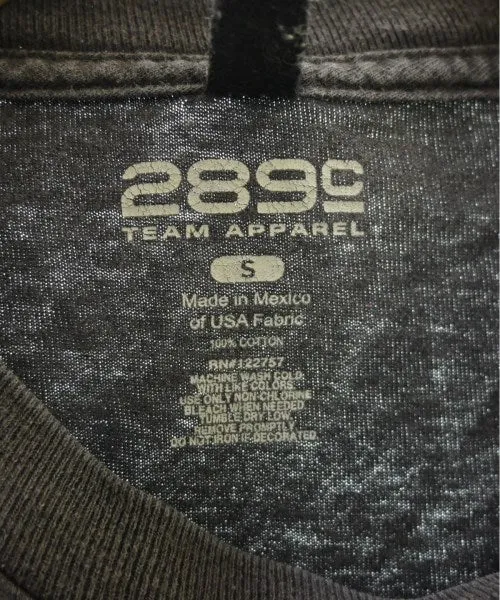 289c
TEAM APPAREL
S
Made in Mexico
of USA Fabric
100% COTTON
RN#122757
MACHINE WASH COLD
WITH LIKE COLORS
USE ONLY NON-CHLORINE
BLEACH WHEN NEEDED
TUMBLE DRY LOW
REMOVE PROMPTLY
DO NOT IRON IF DECORATED.